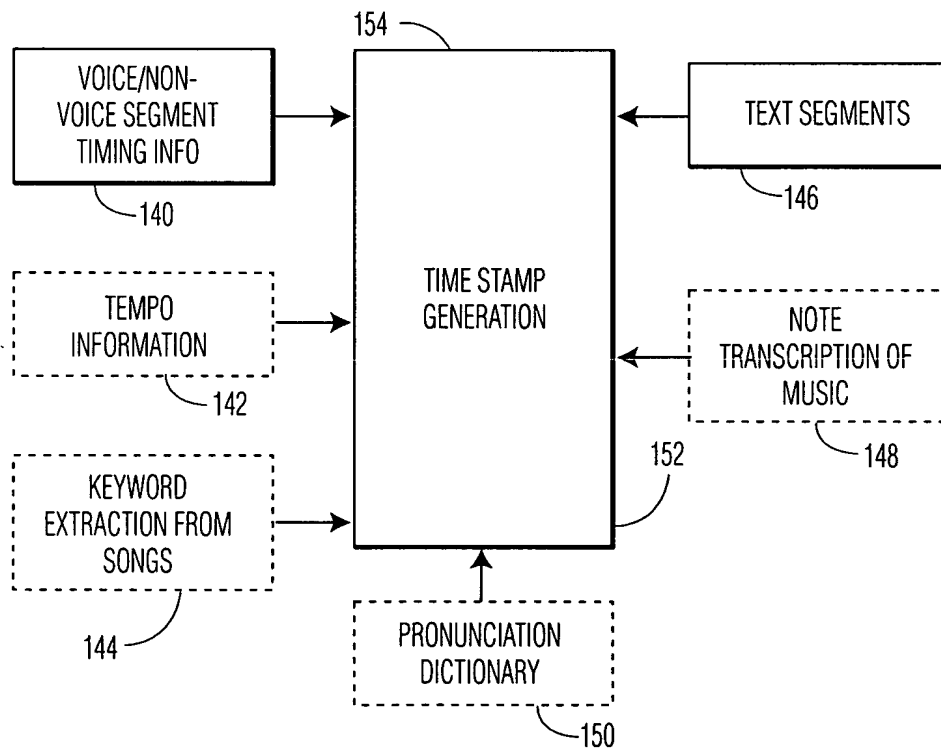 154
VOICE/NON-
VOICE SEGMENT
TIMING INFO
140
TEXT SEGMENTS
146
TIME STAMP
GENERATION
TEMPO
INFORMATION
142
NOTE
TRANSCRIPTION OF
MUSIC
148
152
KEYWORD
EXTRACTION FROM
SONGS
144
PRONUNCIATION
DICTIONARY
150